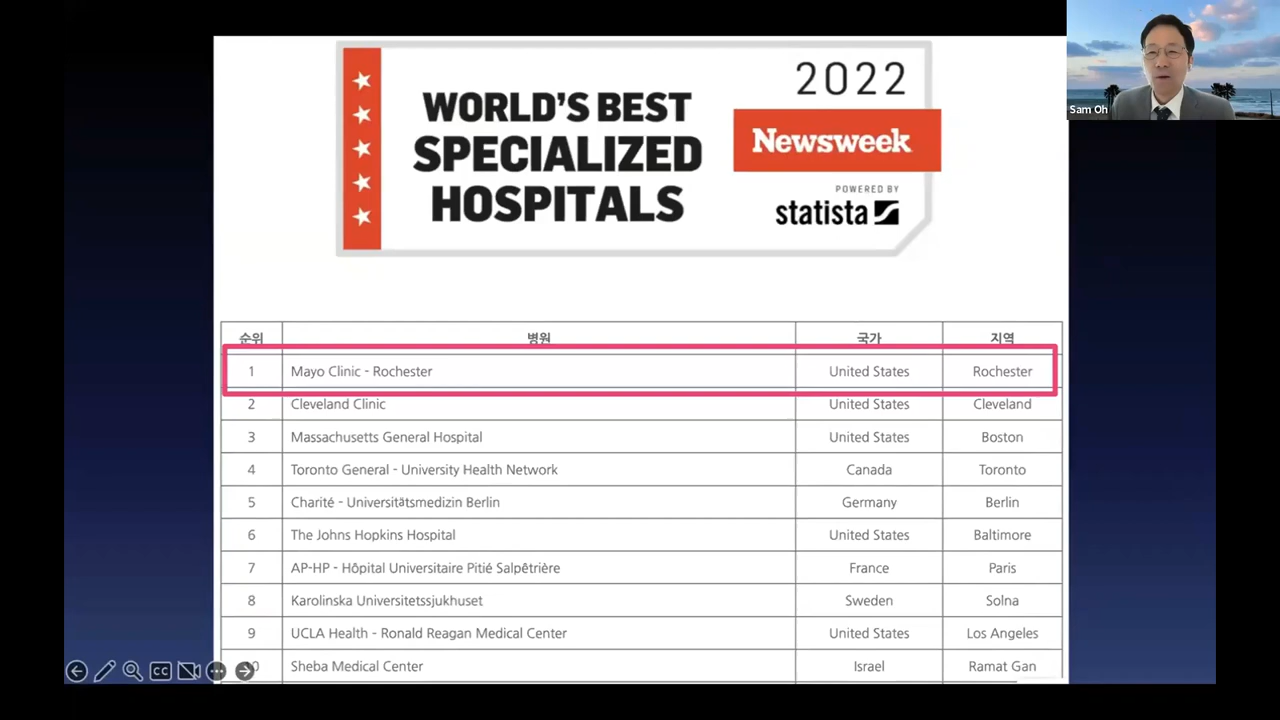 WORLD'S BEST
SPECIALIZED
HOSPITALS
2022
Newsweek
POWERED BY
statista
Sam Oh
순위 병원 국가 지역
1 Mayo Clinic - Rochester United States Rochester
2 Cleveland Clinic United States Cleveland
3 Massachusetts General Hospital United States Boston
4 Toronto General - University Health Network Canada Toronto
5 Charité - Universitätsmedizin Berlin Germany Berlin
6 The Johns Hopkins Hospital United States Baltimore
7 AP-HP - Hôpital Universitaire Pitié Salpêtrière France Paris
8 Karolinska Universitetssjukhuset Sweden Solna
9 UCLA Health - Ronald Reagan Medical Center United States Los Angeles
Sheba Medical Center Israel Ramat Gan
CC